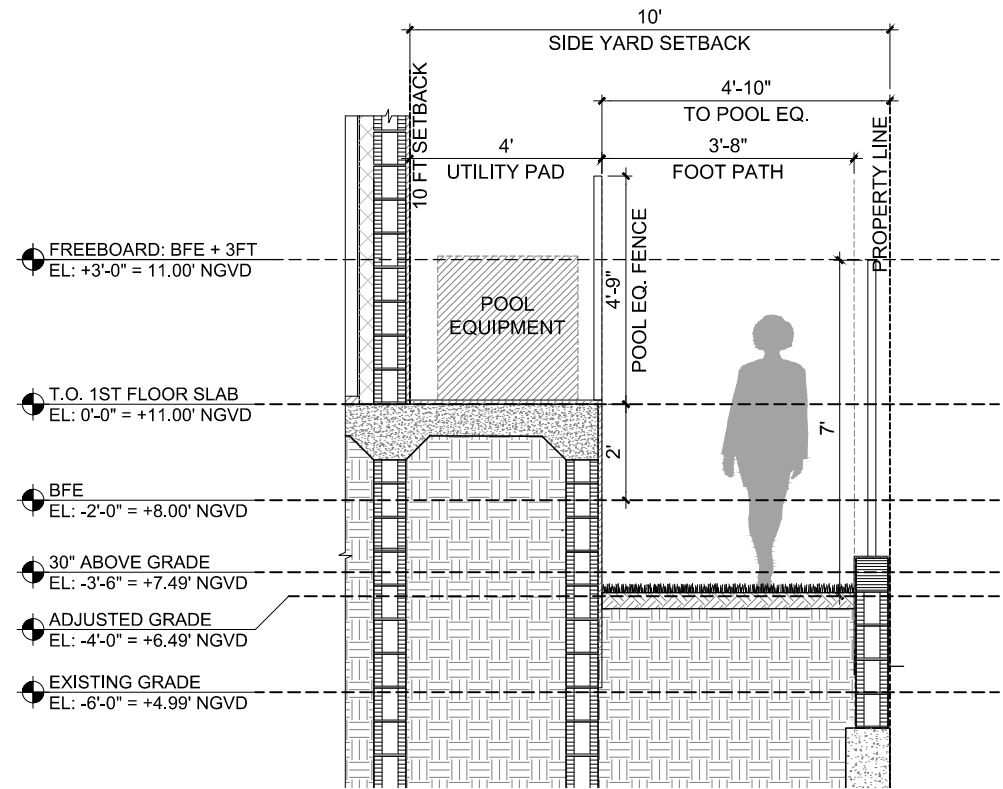 10'
SIDE YARD SETBACK
4'-10"
TO POOL EQ.
4'
UTILITY PAD
3'-8"
FOOT PATH
10 FT SETBACK
PROPERTY LINE
FREEBOARD: BFE + 3FT
EL: +3'-0" = 11.00' NGVD
POOL
EQUIPMENT
4'-9"
POOL EQ. FENCE
T.O. 1ST FLOOR SLAB
EL: 0'-0" = +11.00' NGVD
2'
7'
BFE
EL: -2'-0" = +8.00' NGVD
30" ABOVE GRADE
EL: -3'-6" = +7.49' NGVD
ADJUSTED GRADE
EL: -4'-0" = +6.49' NGVD
EXISTING GRADE
EL: -6'-0" = +4.99' NGVD